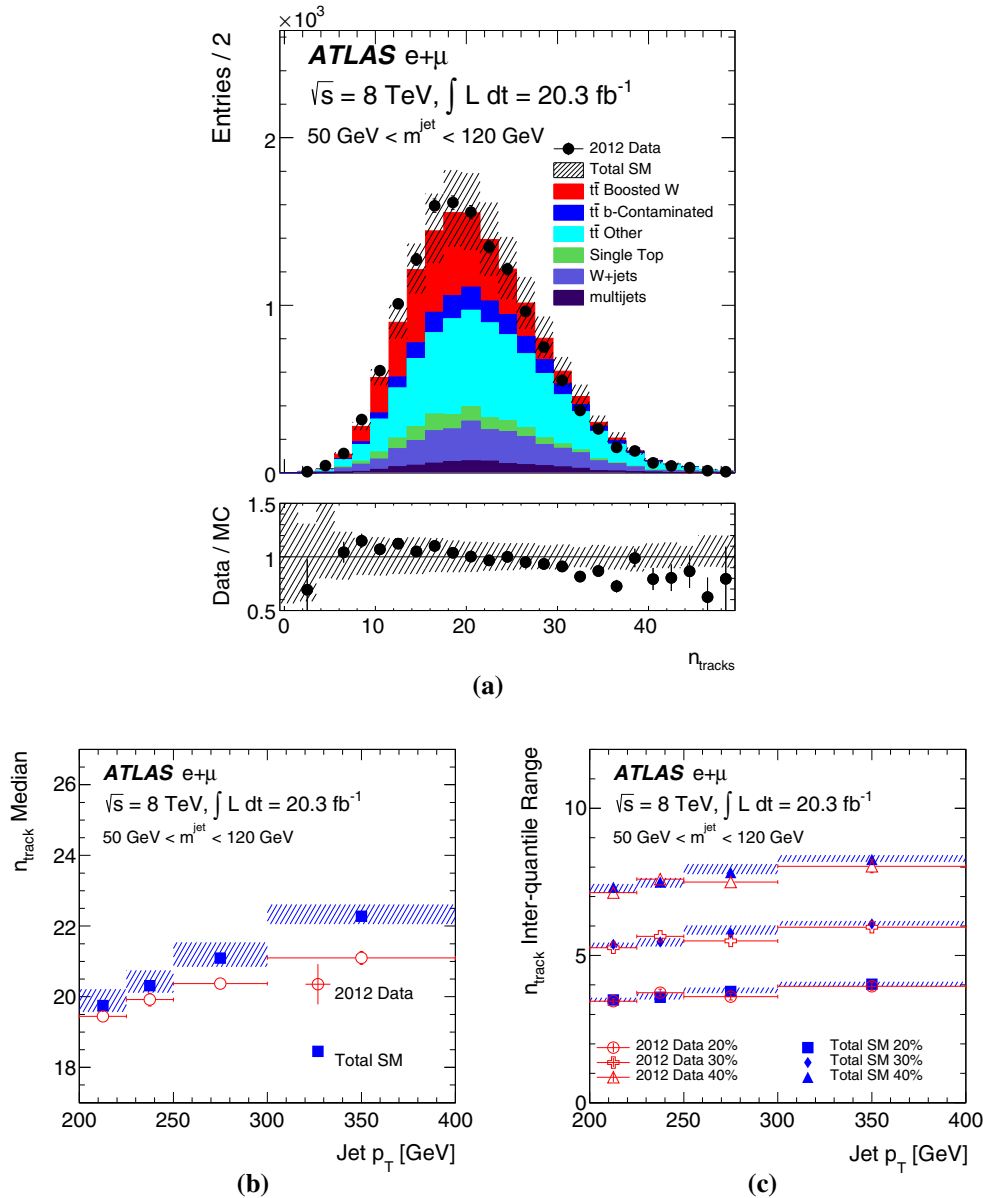 ×10³
Entries / 2
ATLAS e+μ
√s = 8 TeV, ∫ L dt = 20.3 fb⁻¹
50 GeV < m^jet < 120 GeV
2012 Data
Total SM
tt̄ Boosted W
tt̄ b-Contaminated
tt̄ Other
Single Top
W+jets
multijets
2
1
0
Data / MC
1.5
1
0.5
0 10 20 30 40
n_tracks
(a)
n_track Median
ATLAS e+μ
√s = 8 TeV, ∫ L dt = 20.3 fb⁻¹
50 GeV < m^jet < 120 GeV
26
24
22
20
18
2012 Data
Total SM
200 250 300 350 400
Jet p_T [GeV]
(b)
n_track Inter-quantile Range
ATLAS e+μ
√s = 8 TeV, ∫ L dt = 20.3 fb⁻¹
50 GeV < m^jet < 120 GeV
10
5
0
2012 Data 20%
2012 Data 30%
2012 Data 40%
Total SM 20%
Total SM 30%
Total SM 40%
200 250 300 350 400
Jet p_T [GeV]
(c)